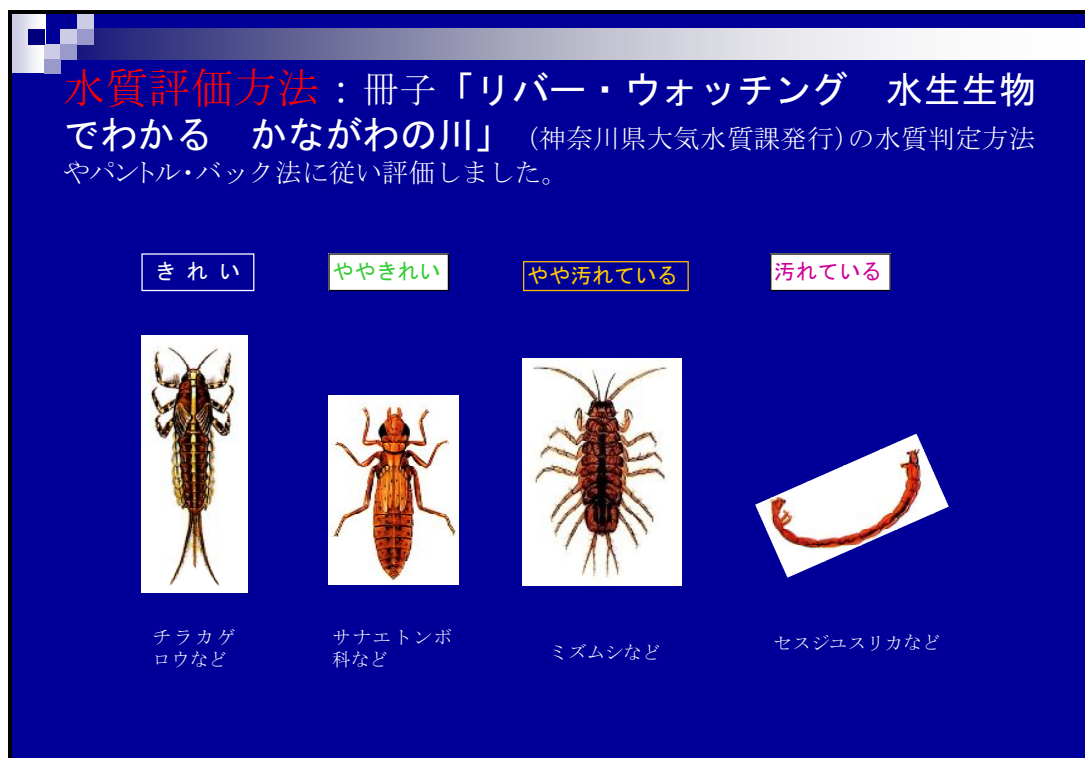 水質評価方法：冊子「リバー・ウォッチング　水生生物
でわかる　かながわの川」（神奈川県大気水質課発行）の水質判定方法
やパントル・バック法に従い評価しました。
き れ い
ややきれい
やや汚れている
汚れている
チラカゲ
ロウなど
サナエトンボ
科など
ミズムシなど
セスジユスリカなど